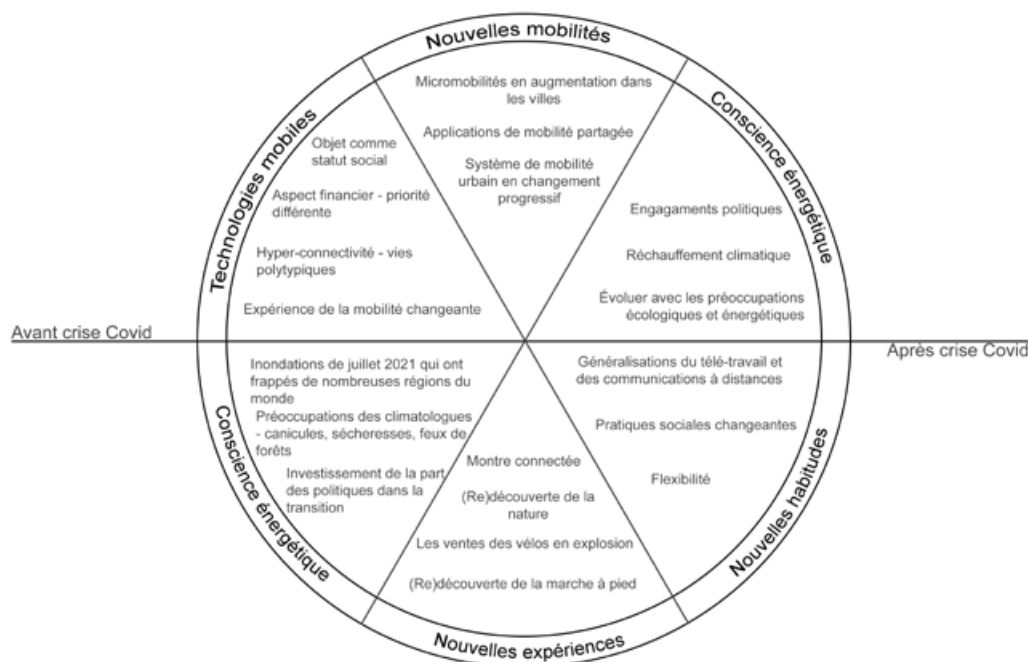 Nouvelles mobilités
Micromobilités en augmentation dans
les villes
Applications de mobilité partagée
Système de mobilité
urbain en changement
progressif
Technologies mobiles
Objet comme
statut social
Aspect financier - priorité
différente
Hyper-connectivité - vies
polytypiques
Expérience de la mobilité changeante
Conscience énergétique
Engagaments politiques
Réchauffement climatique
Évoluer avec les préoccupations
écologiques et énergétiques
Avant crise Covid
Après crise Covid
Inondations de juillet 2021 qui ont
frappés de nombreuses régions du
monde
Préoccupations des climatologues
- canicules, sécheresses, feux de
forêts
Investissement de la part
des politiques dans la
transition
Conscience énergétique
Montre connectée
(Re)découverte de la
nature
Les ventes des vélos en explosion
(Re)découverte de la marche à pied
Nouvelles expériences
Généralisations du télé-travail et
des communications à distances
Pratiques sociales changeantes
Flexibilité
Nouvelles habitudes